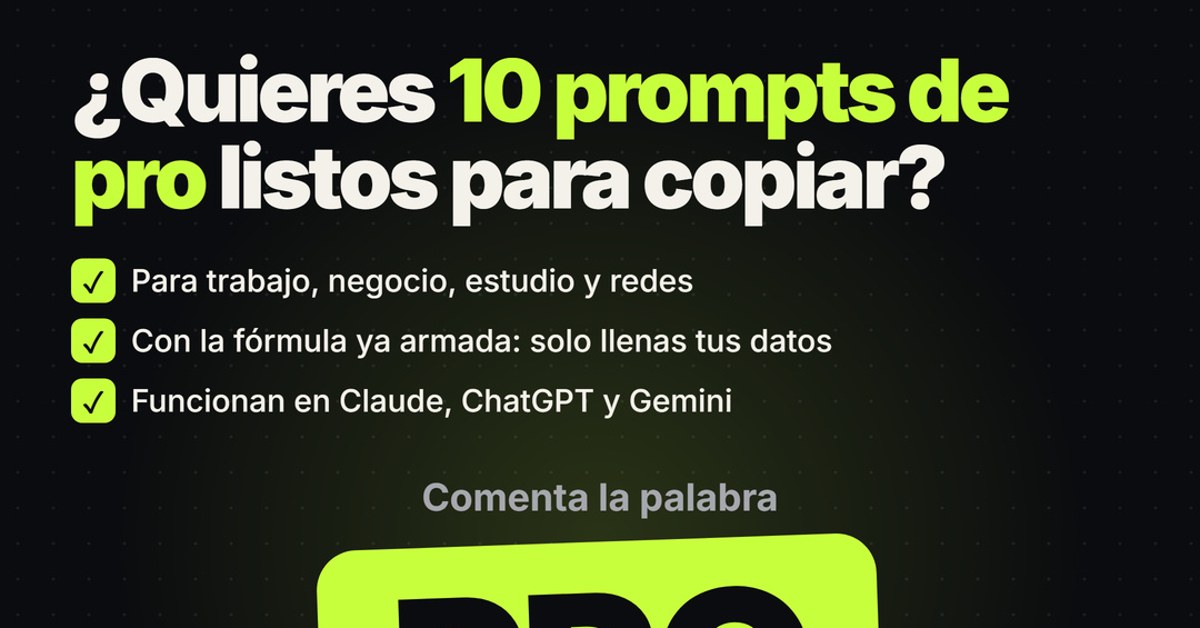 ¿Quieres 10 prompts de
pro listos para copiar?
✓ Para trabajo, negocio, estudio y redes
✓ Con la fórmula ya armada: solo llenas tus datos
✓ Funcionan en Claude, ChatGPT y Gemini
Comenta la palabra
PRO